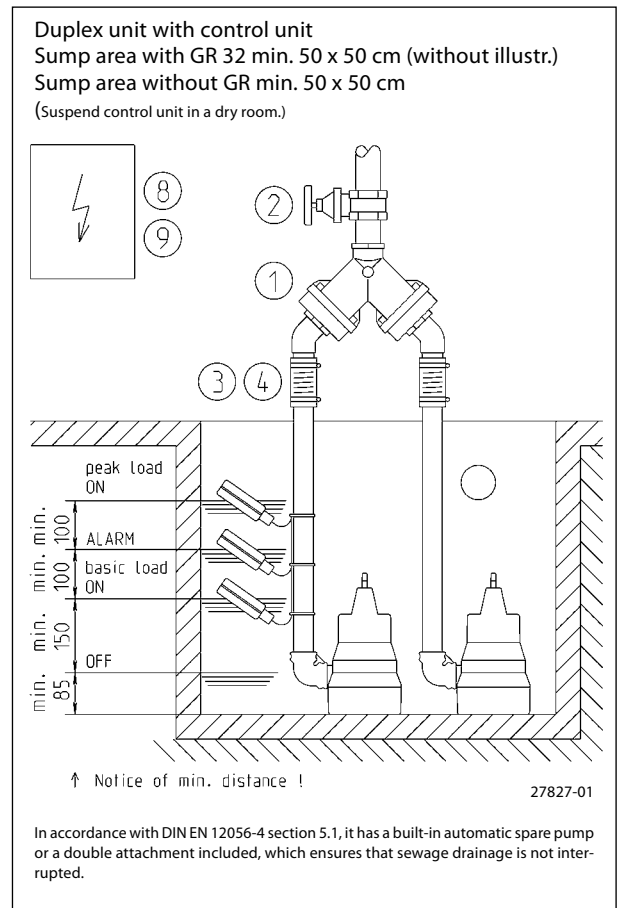 Duplex unit with control unit
Sump area with GR 32 min. 50 x 50 cm (without illustr.)
Sump area without GR min. 50 x 50 cm
(Suspend control unit in a dry room.)
8
9
2
1
3 4
peak load
ON
min.
100
ALARM
min.
100
basic load
ON
min.
150
OFF
min.
85
↑ Notice of min. distance !
27827-01
In accordance with DIN EN 12056-4 section 5.1, it has a built-in automatic spare pump
or a double attachment included, which ensures that sewage drainage is not inter-
rupted.